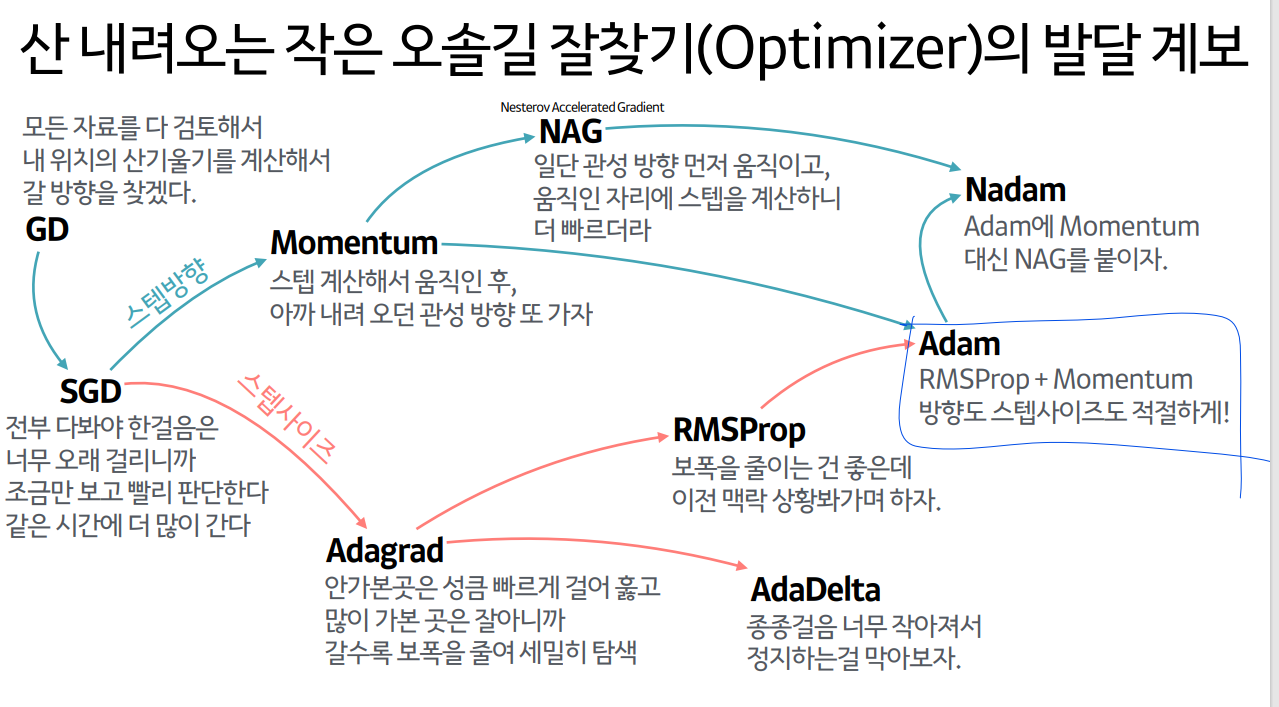 산 내려오는 작은 오솔길 잘찾기(Optimizer)의 발달 계보
모든 자료를 다 검토해서
내 위치의 산기울기를 계산해서
갈 방향을 찾겠다.
GD
스텝방향
SGD
전부 다봐야 한걸음은
너무 오래 걸리니까
조금만 보고 빨리 판단한다
같은 시간에 더 많이 간다
스텝사이즈
Momentum
스텝 계산해서 움직인 후,
아까 내려 오던 관성 방향 또 가자
Nesterov Accelerated Gradient
NAG
일단 관성 방향 먼저 움직이고,
움직인 자리에 스텝을 계산하니
더 빠르더라
Nadam
Adam에 Momentum
대신 NAG를 붙이자.
Adam
RMSProp + Momentum
방향도 스텝사이즈도 적절하게!
RMSProp
보폭을 줄이는 건 좋은데
이전 맥락 상황봐가며 하자.
Adagrad
안가본곳은 성큼 빠르게 걸어 훓고
많이 가본 곳은 잘아니까
갈수록 보폭을 줄여 세밀히 탐색
AdaDelta
종종걸음 너무 작아져서
정지하는걸 막아보자.